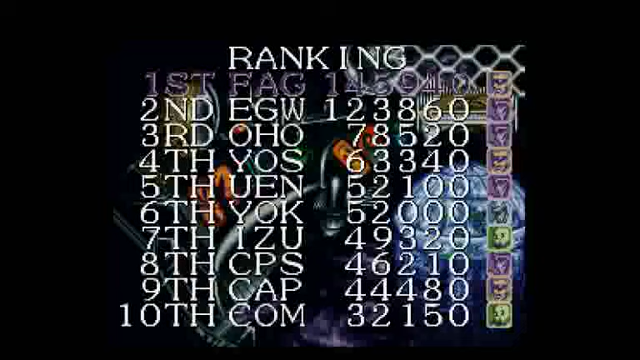 RANKING
1ST FAG 145940
2ND EGW 123860
3RD OHO 78520
4TH YOS 63340
5TH UEN 52100
6TH YOK 52000
7TH IZU 49320
8TH CPS 46210
9TH CAP 44480
10TH COM 32150